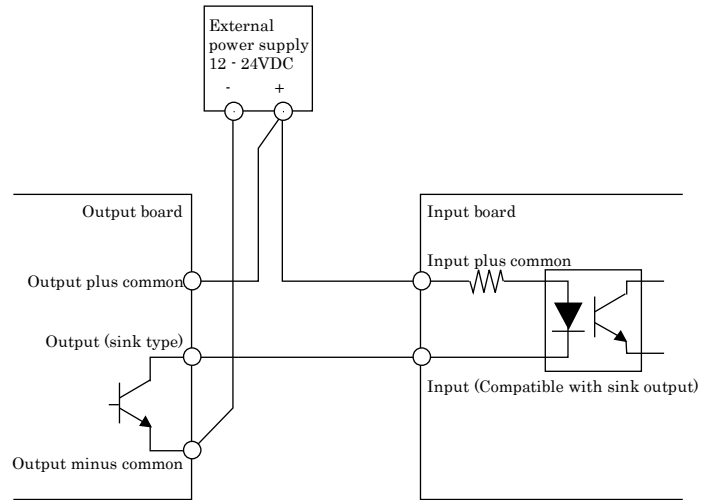 External
power supply
12 - 24VDC
- +
Output board
Input board
Output plus common
Input plus common
Output (sink type)
Input (Compatible with sink output)
Output minus common